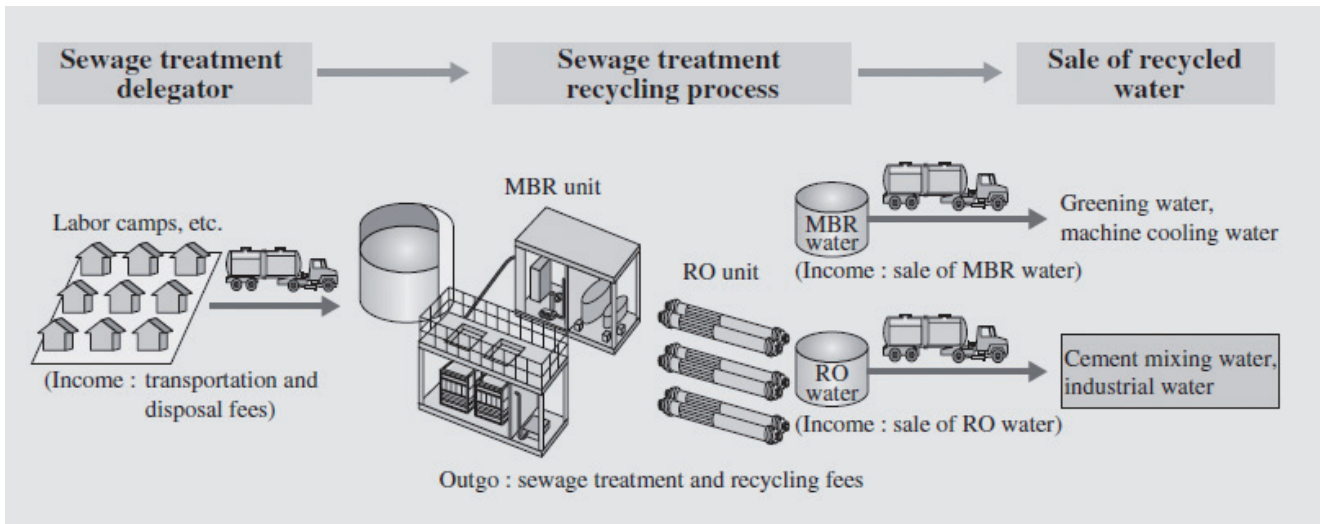 Sewage treatment
delegator
Sewage treatment
recycling process
Sale of recycled
water
Labor camps, etc.
(Income : transportation and
disposal fees)
MBR unit
RO unit
Outgo : sewage treatment and recycling fees
MBR
water
(Income : sale of MBR water)
Greening water,
machine cooling water
RO
water
(Income : sale of RO water)
Cement mixing water,
industrial water